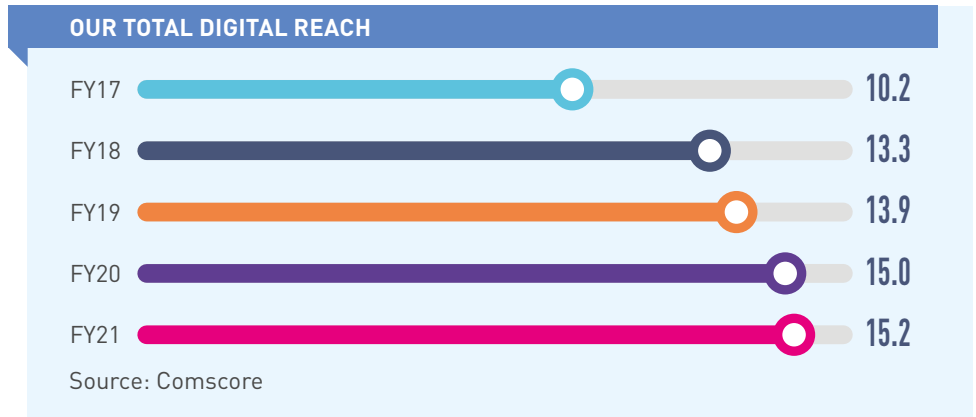 OUR TOTAL DIGITAL REACH
FY17 10.2
FY18 13.3
FY19 13.9
FY20 15.0
FY21 15.2
Source: Comscore